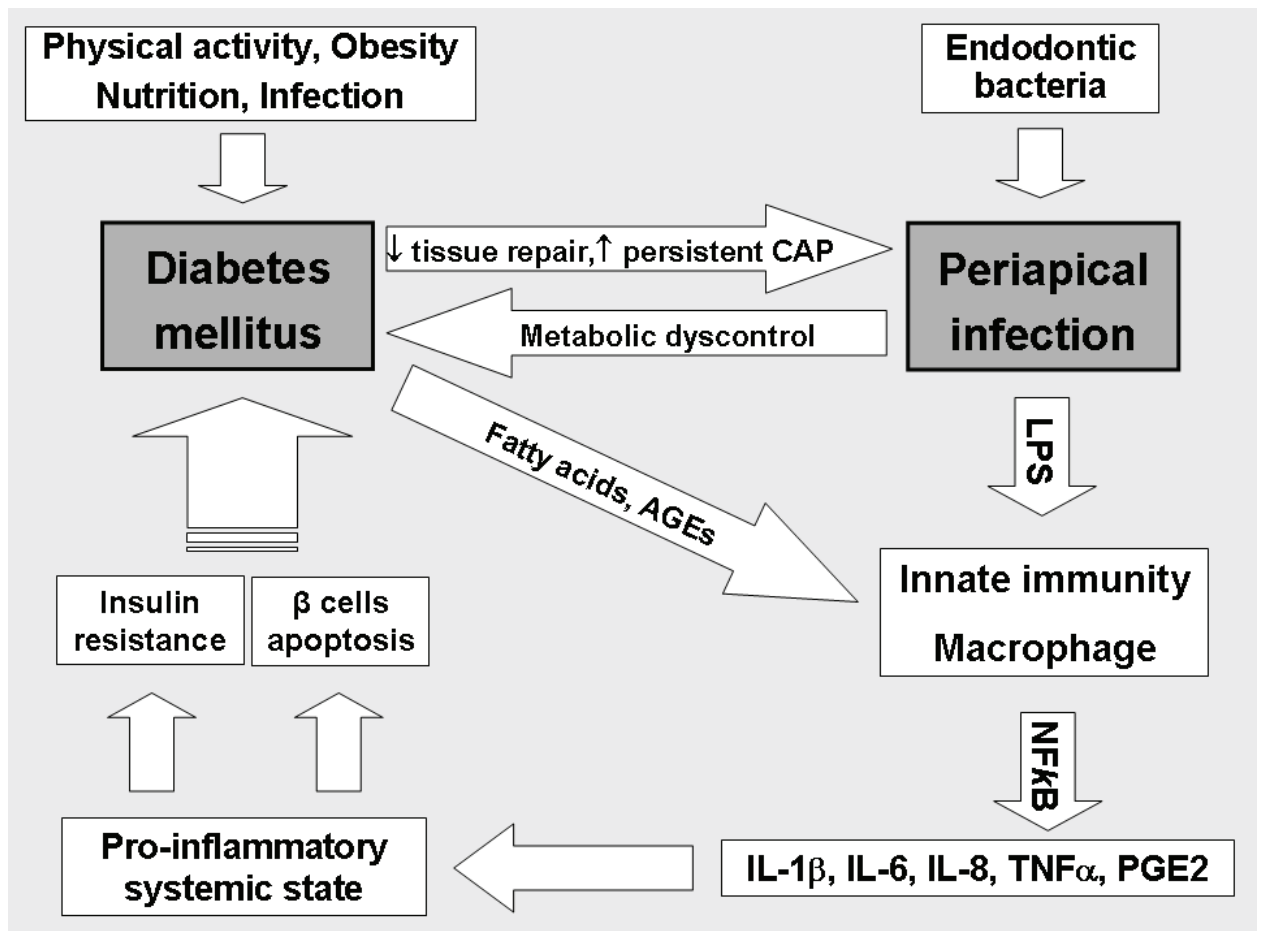 Physical activity, Obesity
Nutrition, Infection
Endodontic
bacteria
Diabetes
mellitus
↓ tissue repair,↑ persistent CAP
Periapical
infection
Metabolic dyscontrol
Fatty acids, AGEs
LPS
Innate immunity
Macrophage
Insulin
resistance
β cells
apoptosis
NFkB
Pro-inflammatory
systemic state
IL-1β, IL-6, IL-8, TNFα, PGE2